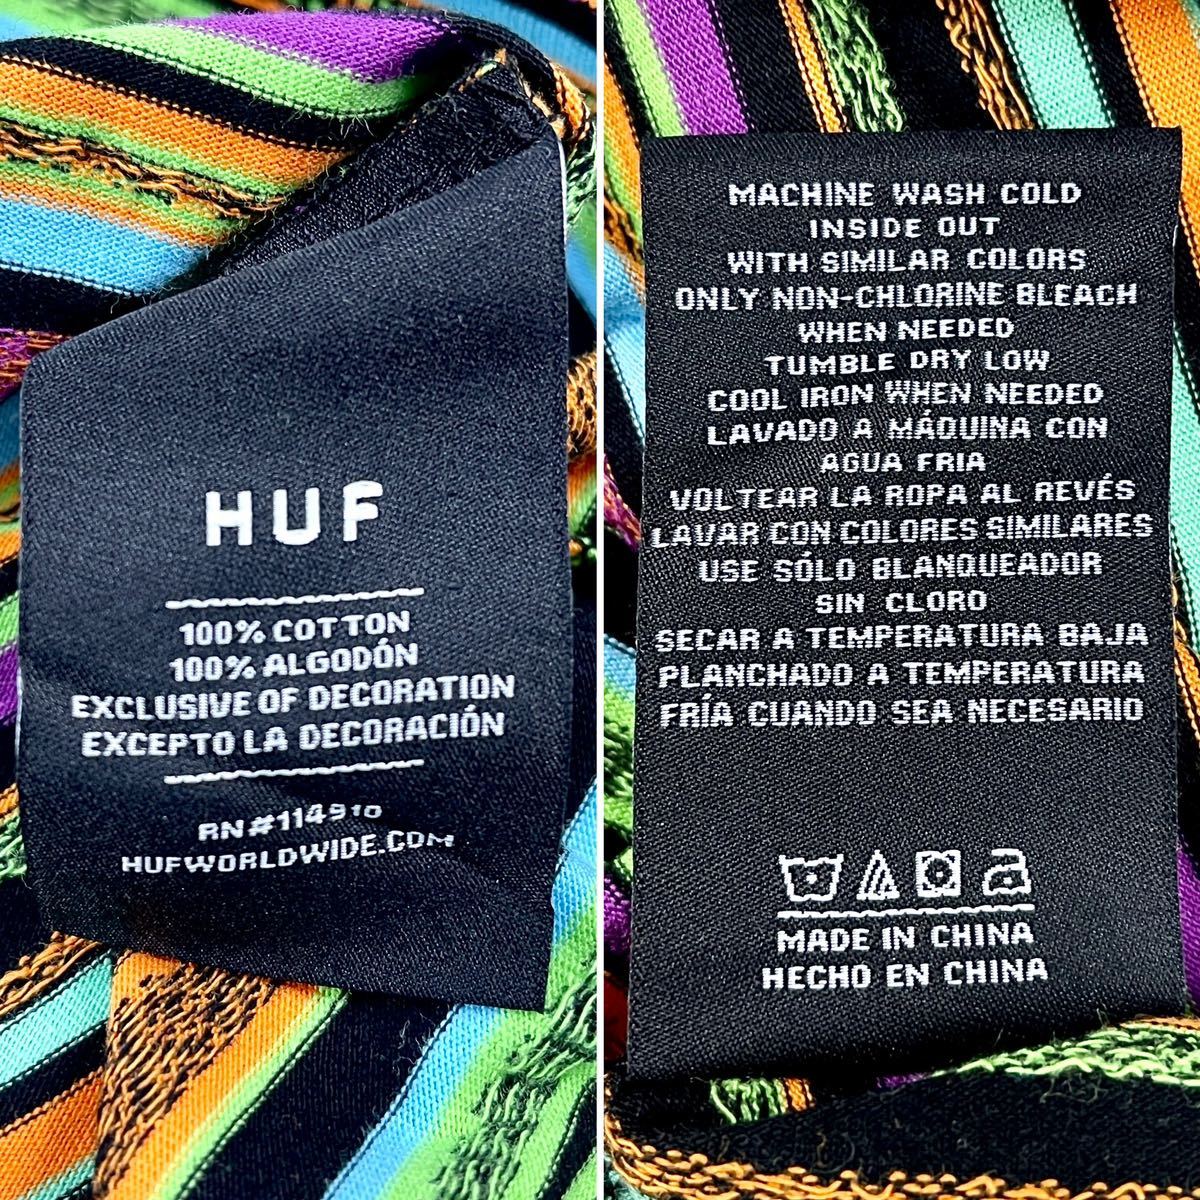 HUF
100% COTTON
100% ALGODÓN
EXCLUSIVE OF DECORATION
EXCEPTO LA DECORACIÓN
RN#114910
HUFWORLDWIDE.COM
MACHINE WASH COLD
INSIDE OUT
WITH SIMILAR COLORS
ONLY NON-CHLORINE BLEACH
WHEN NEEDED
TUMBLE DRY LOW
COOL IRON WHEN NEEDED
LAVADO A MÁQUINA CON
AGUA FRIA
VOLTEAR LA ROPA AL REVÉS
LAVAR CON COLORES SIMILARES
USE SÓLO BLANQUEADOR
SIN CLORO
SECAR A TEMPERATURA BAJA
PLANCHADO A TEMPERATURA
FRÍA CUANDO SEA NECESARIO
MADE IN CHINA
HECHO EN CHINA